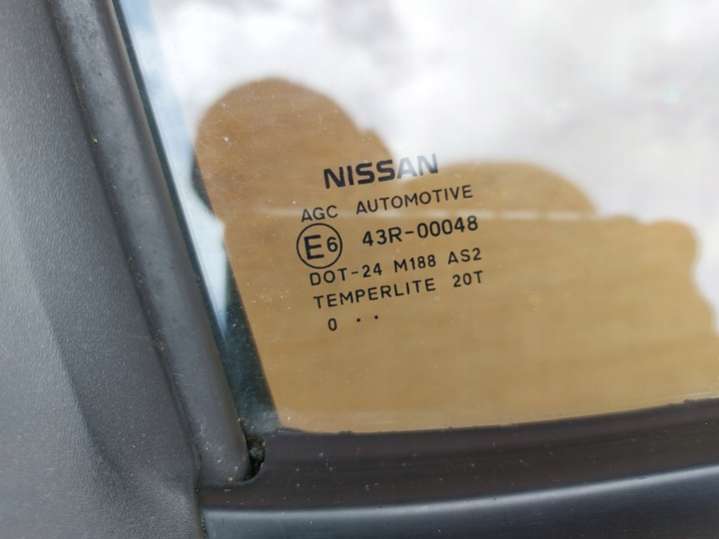 NISSAN
AGC AUTOMOTIVE
E6 43R-00048
DOT-24 M188 AS2
TEMPERLITE 20T
0 ··